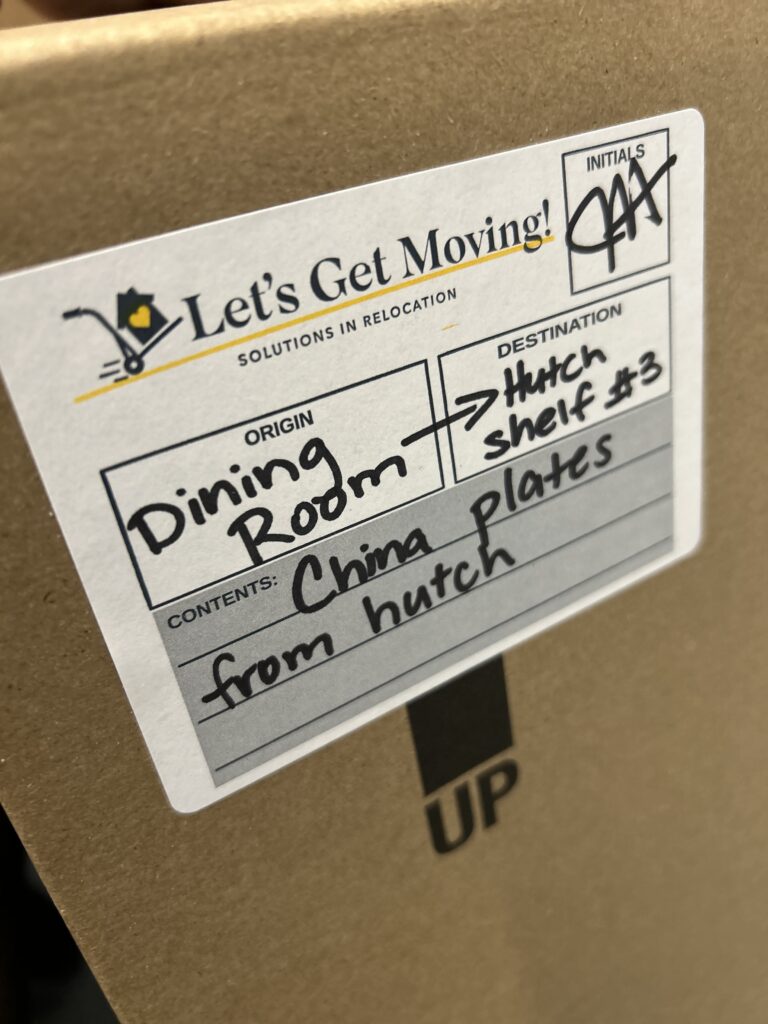 Let's Get Moving!
SOLUTIONS IN RELOCATION
INITIALS
ORIGIN
Dining
Room
DESTINATION
Hutch
shelf #3
CONTENTS: China plates
from hutch
UP